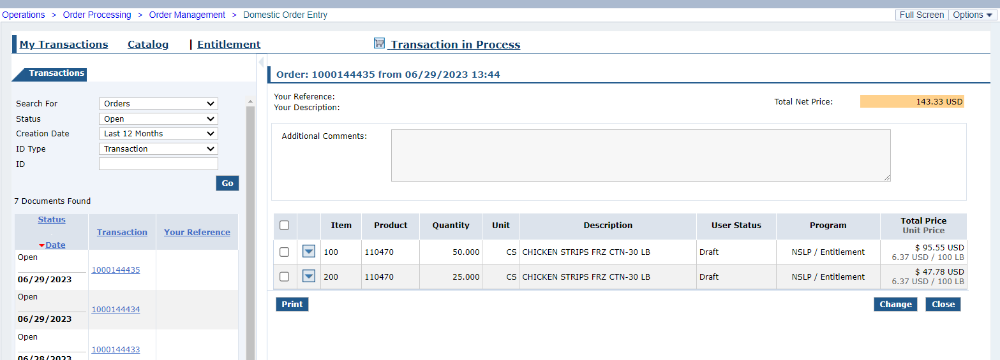 Operations > Order Processing > Order Management > Domestic Order Entry
Full Screen Options
My Transactions Catalog | Entitlement Transaction in Process
Transactions
Search For Orders
Status Open
Creation Date Last 12 Months
ID Type Transaction
ID
Go
7 Documents Found
Status
Date Transaction Your Reference
Open
06/29/2023 1000144435
Open
06/29/2023 1000144434
Open
06/28/2023 1000144433
Order: 1000144435 from 06/29/2023 13:44
Your Reference:
Your Description:
Total Net Price: 143.33 USD
Additional Comments:
Item Product Quantity Unit Description User Status Program Total Price
Unit Price
100 110470 50.000 CS CHICKEN STRIPS FRZ CTN-30 LB Draft NSLP / Entitlement $ 95.55 USD
6.37 USD / 100 LB
200 110470 25.000 CS CHICKEN STRIPS FRZ CTN-30 LB Draft NSLP / Entitlement $ 47.78 USD
6.37 USD / 100 LB
Print Change Close